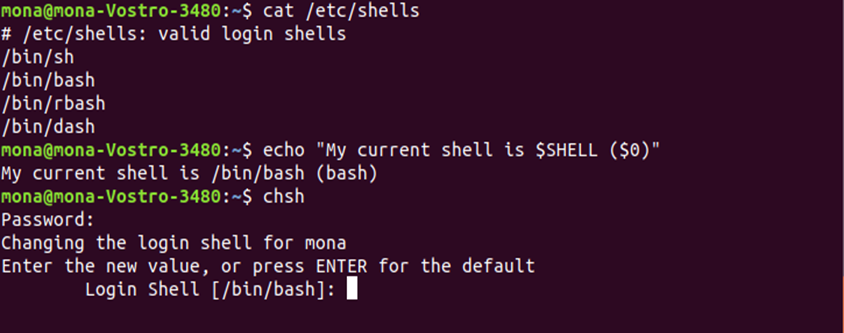 mona@mona-Vostro-3480:~$ cat /etc/shells
# /etc/shells: valid login shells
/bin/sh
/bin/bash
/bin/rbash
/bin/dash
mona@mona-Vostro-3480:~$ echo "My current shell is $SHELL ($0)"
My current shell is /bin/bash (bash)
mona@mona-Vostro-3480:~$ chsh
Password:
Changing the login shell for mona
Enter the new value, or press ENTER for the default
        Login Shell [/bin/bash]: